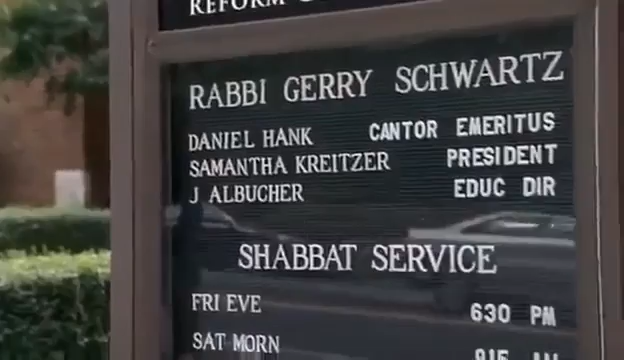 REFORM
RABBI GERRY SCHWARTZ
DANIEL HANK CANTOR EMERITUS
SAMANTHA KREITZER PRESIDENT
J ALBUCHER EDUC DIR
SHABBAT SERVICE
FRI EVE 630 PM
SAT MORN